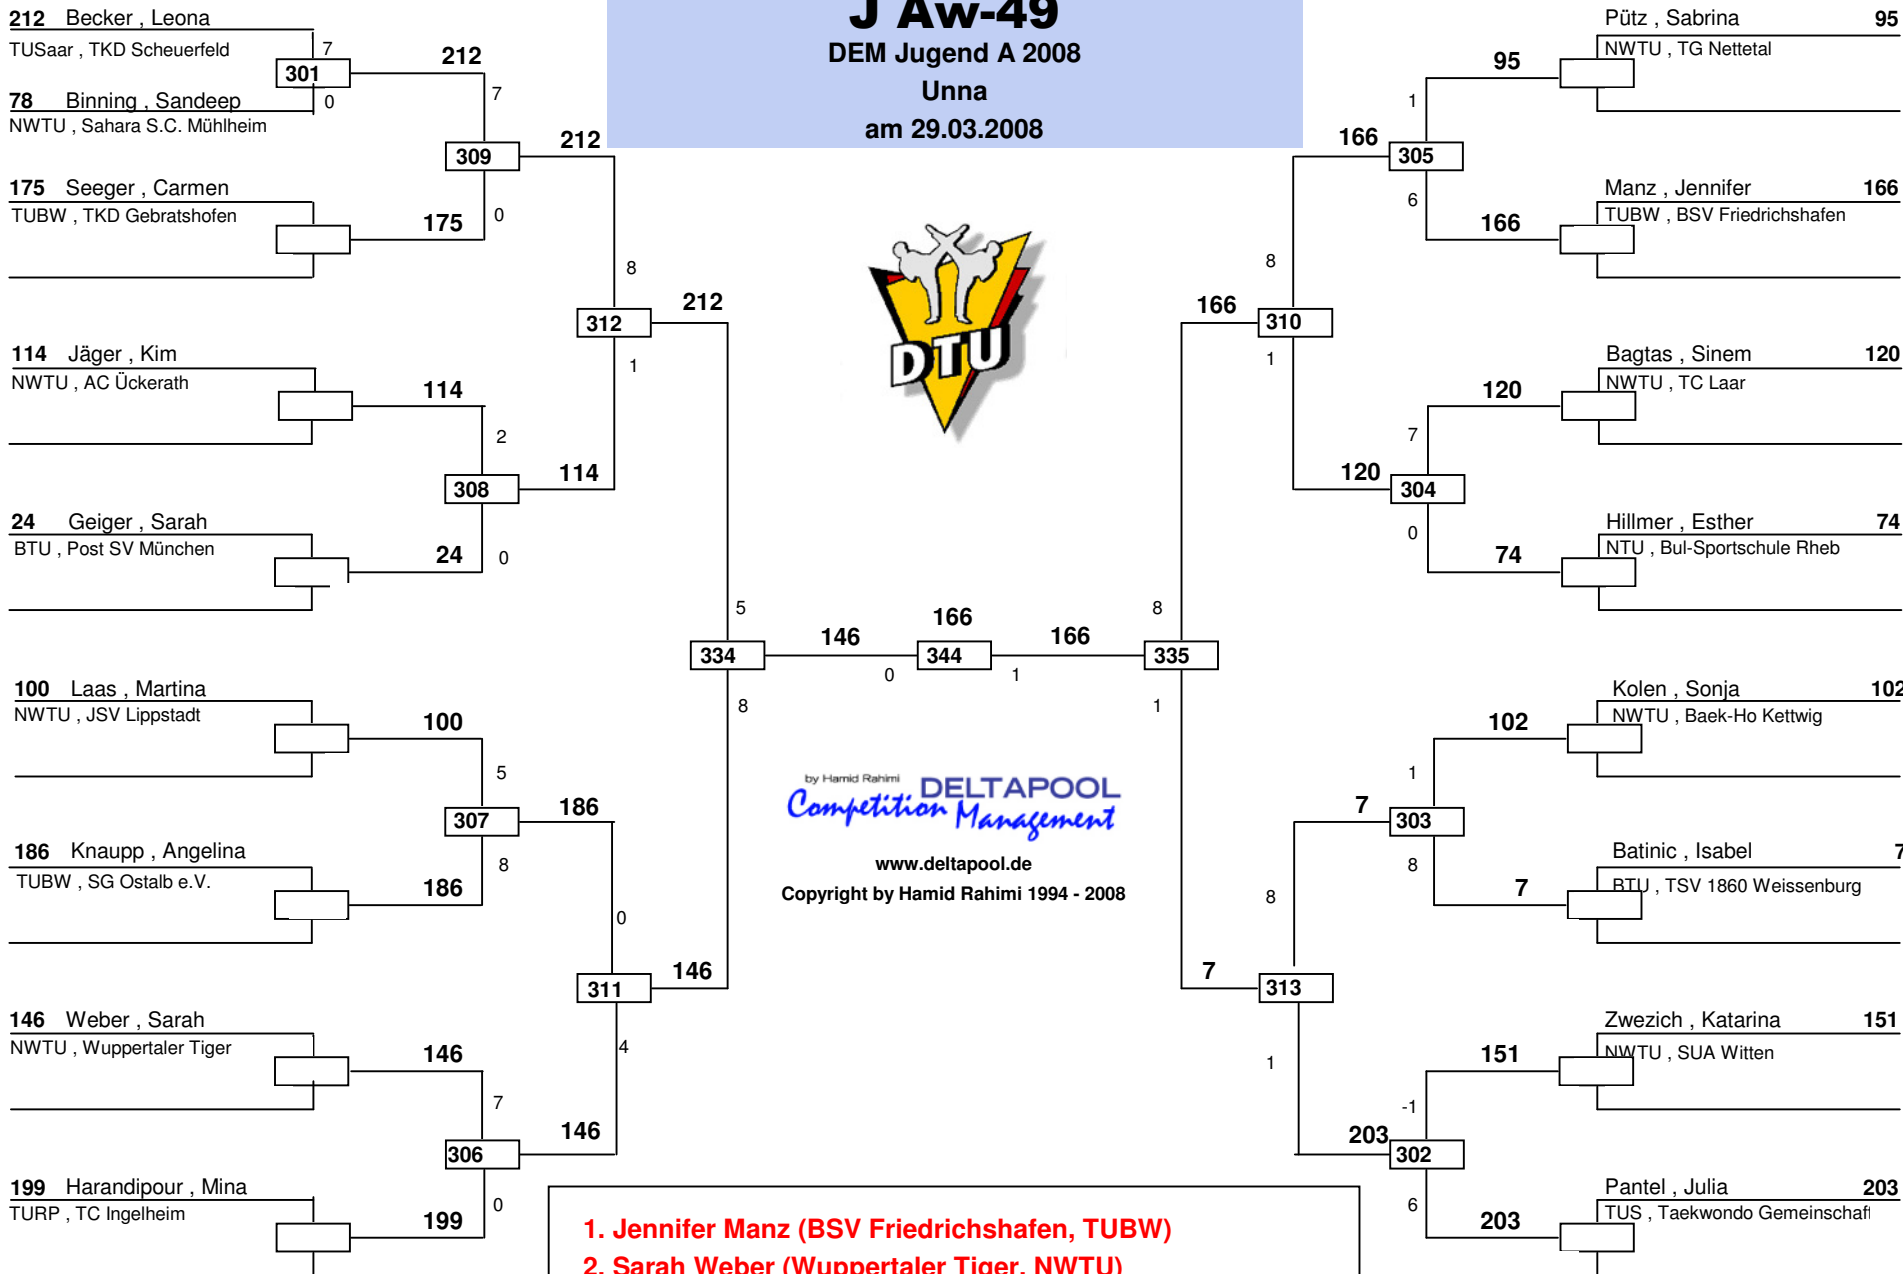 J Aw-49
DEM Jugend A 2008
Unna
am 29.03.2008
212 Becker , Leona
TUSaar , TKD Scheuerfeld
7
301
212
78 Binning , Sandeep
0
NWTU , Sahara S.C. Mühlheim
7
309
212
175 Seeger , Carmen
TUBW , TKD Gebratshofen
175
0
8
312
212
1
114 Jäger , Kim
NWTU , AC Ückerath
114
2
308
114
24 Geiger , Sarah
BTU , Post SV München
24
0
5
334
146
8
100 Laas , Martina
NWTU , JSV Lippstadt
100
5
307
186
186 Knaupp , Angelina
TUBW , SG Ostalb e.V.
186
8
0
311
146
4
146 Weber , Sarah
NWTU , Wuppertaler Tiger
146
7
306
146
199 Harandipour , Mina
TURP , TC Ingelheim
199
0
DTU
166
0
344
1
166
by Hamid Rahimi
DELTAPOOL
Competition Management
www.deltapool.de
Copyright by Hamid Rahimi 1994 - 2008
Pütz , Sabrina 95
NWTU , TG Nettetal
95
1
166
305
6
Manz , Jennifer 166
TUBW , BSV Friedrichshafen
166
8
166
310
1
Bagtas , Sinem 120
NWTU , TC Laar
120
7
120
304
0
Hillmer , Esther 74
NTU , Bul-Sportschule Rheb
74
8
335
1
Kolen , Sonja 102
NWTU , Baek-Ho Kettwig
102
1
7
303
8
Batinic , Isabel 7
BTU , TSV 1860 Weissenburg
7
8
7
313
1
Zwezich , Katarina 151
NWTU , SUA Witten
151
-1
203
302
6
Pantel , Julia 203
TUS , Taekwondo Gemeinschaft
203
1. Jennifer Manz (BSV Friedrichshafen, TUBW)
2. Sarah Weber (Wuppertaler Tiger, NWTU)